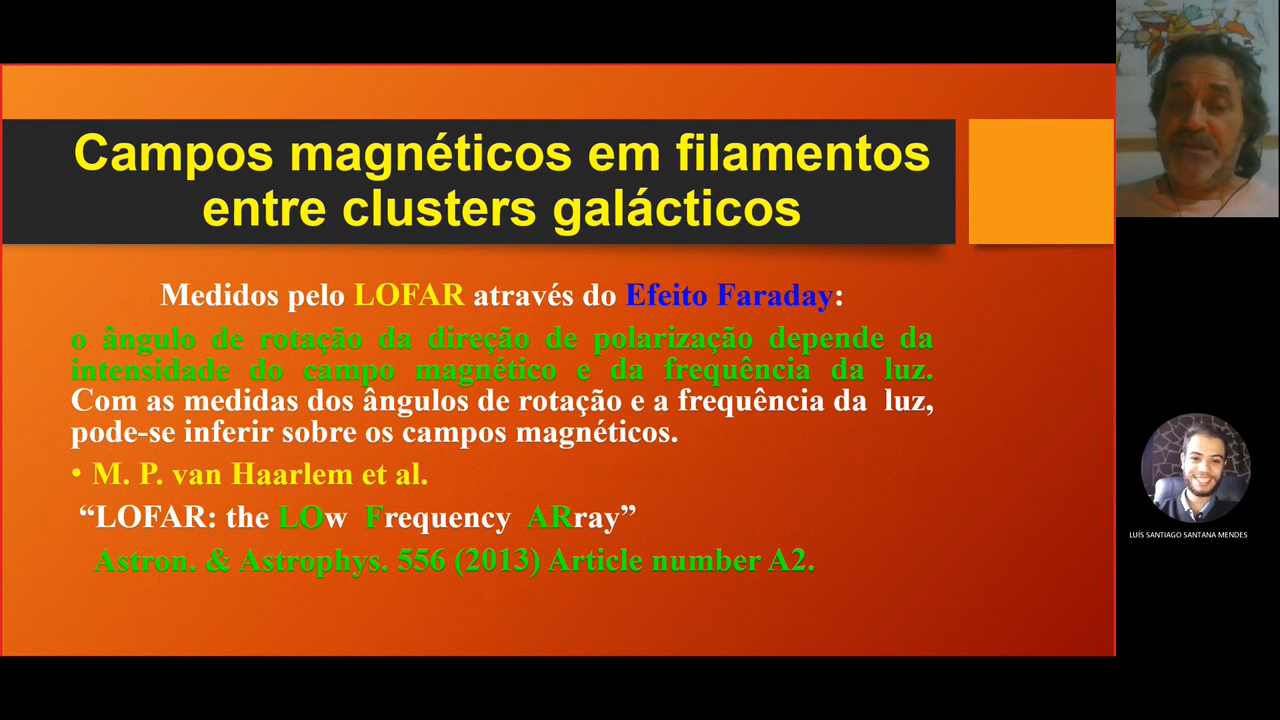 Campos magnéticos em filamentos
entre clusters galácticos
Medidos pelo LOFAR através do Efeito Faraday:
o ângulo de rotação da direção de polarização depende da
intensidade do campo magnético e da frequência da luz.
Com as medidas dos ângulos de rotação e a frequência da luz,
pode-se inferir sobre os campos magnéticos.
• M. P. van Haarlem et al.
“LOFAR: the LOw Frequency ARray”
Astron. & Astrophys. 556 (2013) Article number A2.
LUÍS SANTIAGO SANTANA MENDES